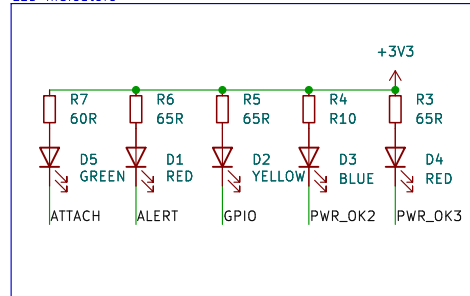 +3V3
R7 R6 R5 R4 R3
60R 65R 65R R10 65R
D5 D1 D2 D3 D4
GREEN RED YELLOW BLUE RED
ATTACH ALERT GPIO PWR_OK2 PWR_OK3